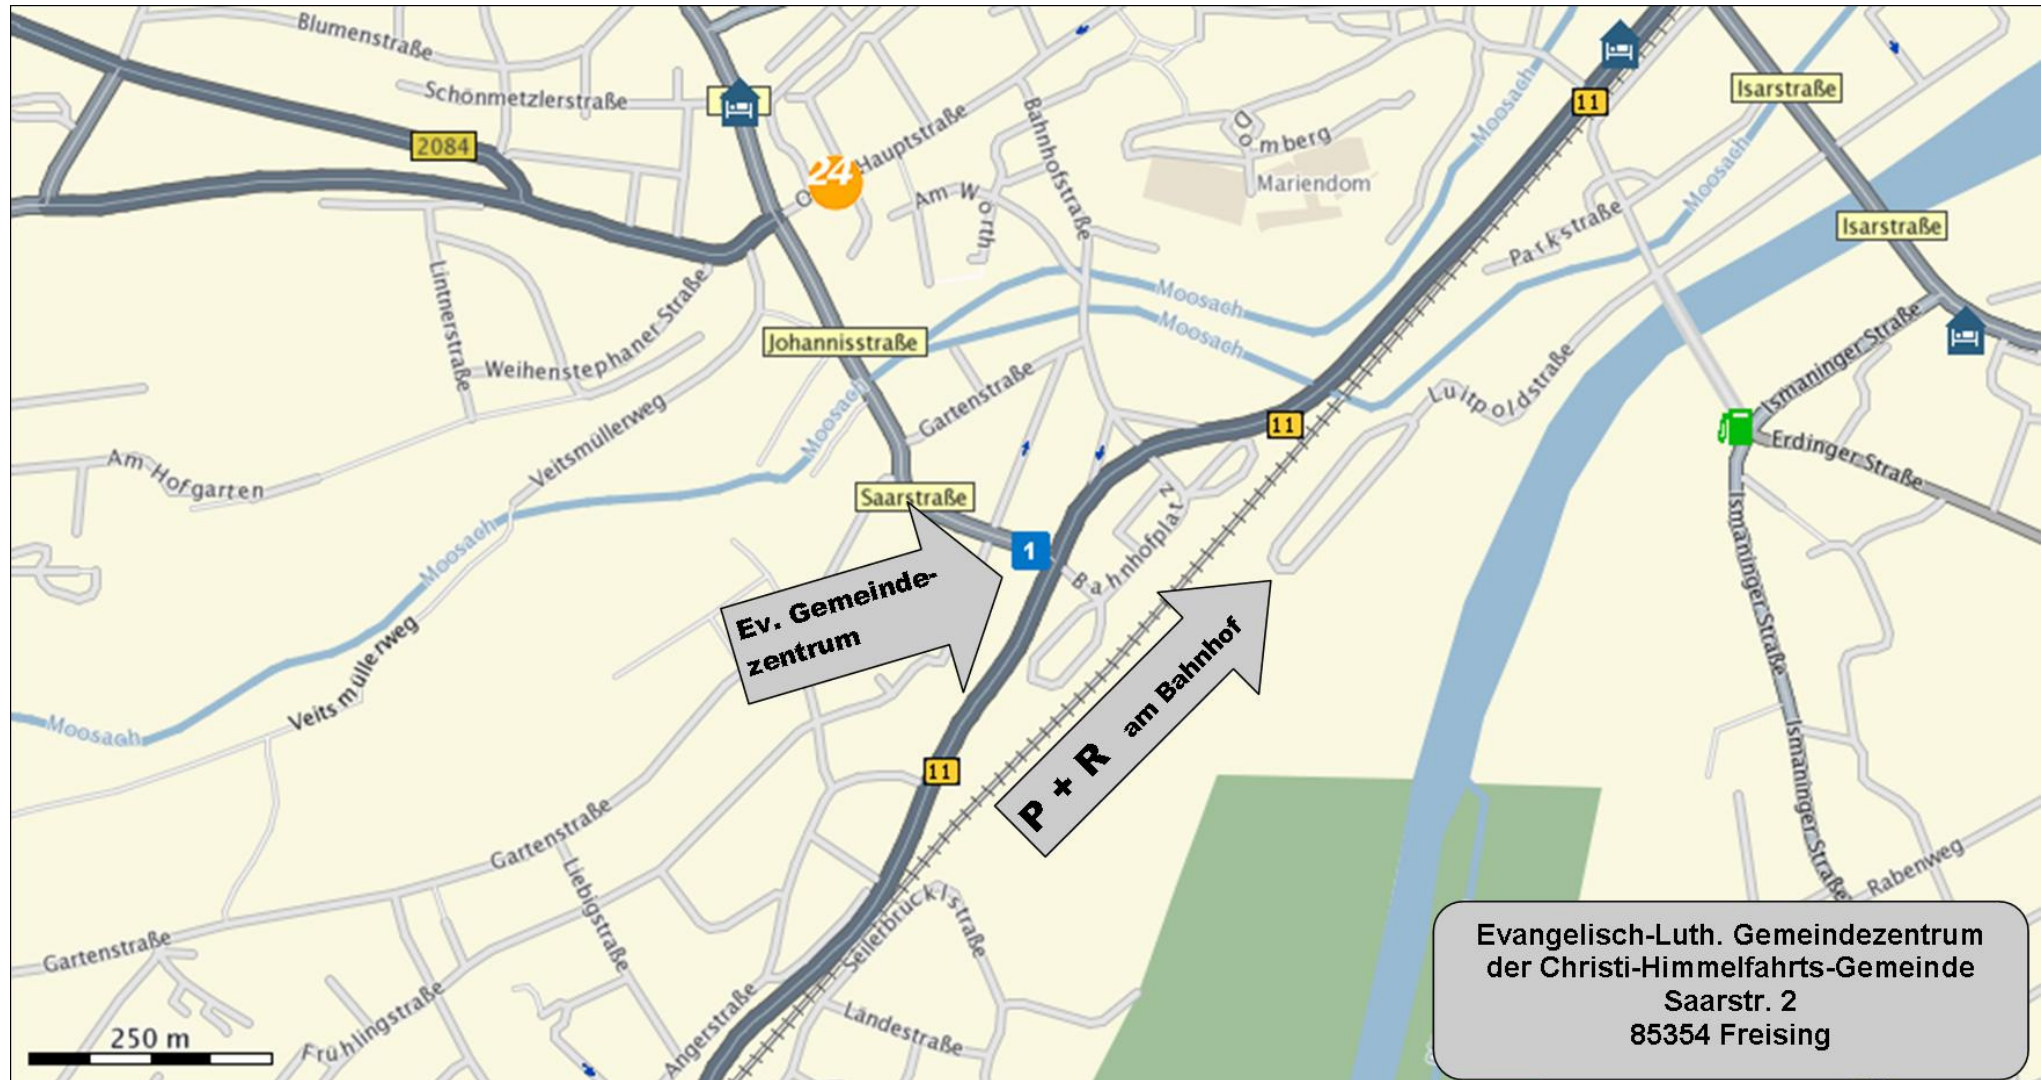 Blumenstraße
Schönmetzlerstraße
2084
24
Hauptstraße
Bahnhofstraße
Am Wörth
Domberg
Mariendom
Moosach
11
Isarstraße
Moosach
Isarstraße
Parkstraße
Lintnerstraße
Weihenstephaner Straße
Johannisstraße
Moosach
Moosach
Ismaninger Straße
Gartenstraße
Luitpoldstraße
Veitsmüllerweg
Moosach
11
Erdinger Straße
Am Hofgarten
Saarstraße
Moosach
1
Bahnhofplatz
Ismaninger Straße
Ev. Gemeinde-
zentrum
P + R am Bahnhof
Veitsmüllerweg
Moosach
11
Ismaninger Straße
Gartenstraße
Liebigstraße
Rabenweg
Seilerbrücklstraße
Gartenstraße
Frühlingstraße
Angerstraße
Ländestraße
250 m
Evangelisch-Luth. Gemeindezentrum
der Christi-Himmelfahrts-Gemeinde
Saarstr. 2
85354 Freising